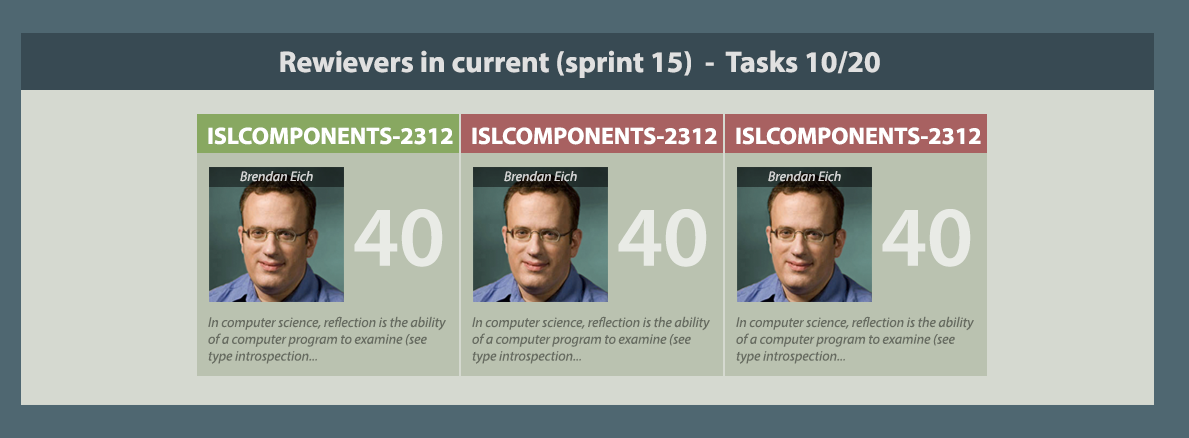 Rewievers in current (sprint 15) - Tasks 10/20
ISLCOMPONENTS-2312
Brendan Eich
40
In computer science, reflection is the ability
of a computer program to examine (see
type introspection...
ISLCOMPONENTS-2312
Brendan Eich
40
In computer science, reflection is the ability
of a computer program to examine (see
type introspection...
ISLCOMPONENTS-2312
Brendan Eich
40
In computer science, reflection is the ability
of a computer program to examine (see
type introspection...